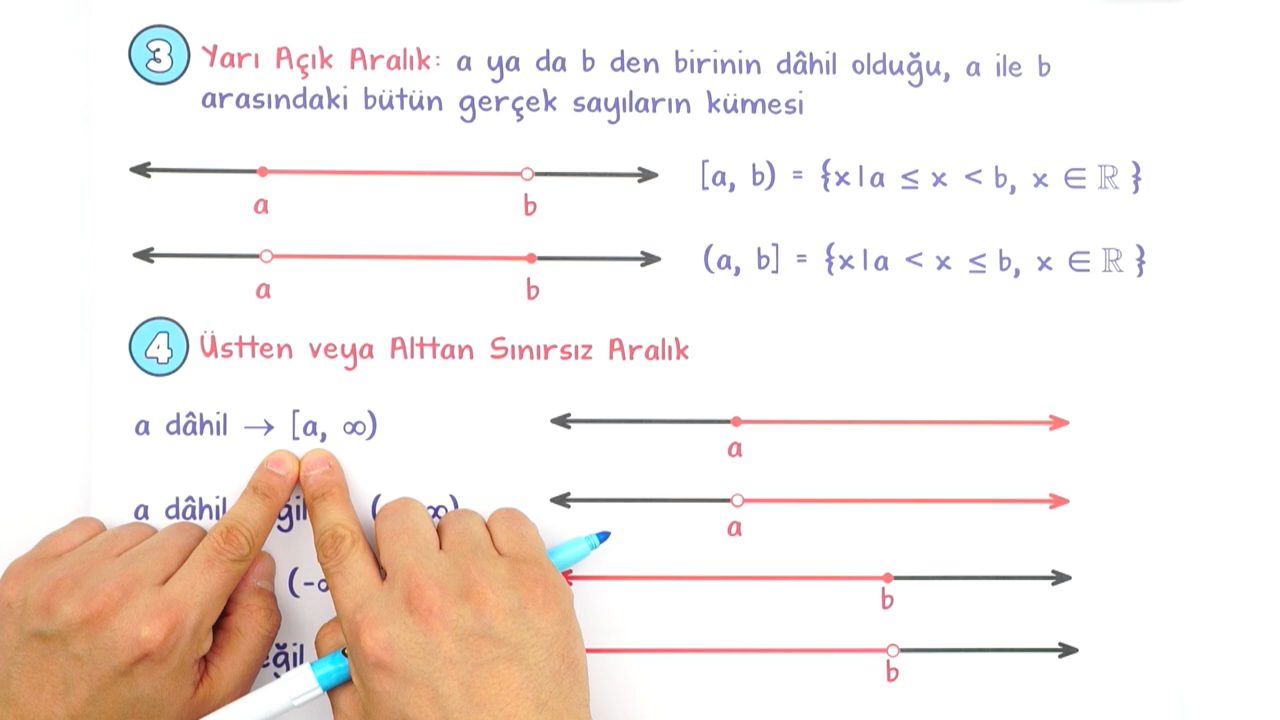 3 Yarı Açık Aralık: a ya da b den birinin dâhil olduğu, a ile b
arasındaki bütün gerçek sayıların kümesi
[a, b) = {x|a ≤ x < b, x ∈ ℝ }
a b
(a, b] = {x|a < x ≤ b, x ∈ ℝ }
a b
4 Üstten veya Alttan Sınırsız Aralık
a dâhil → [a, ∞)
a
a dâhil
a
b
b